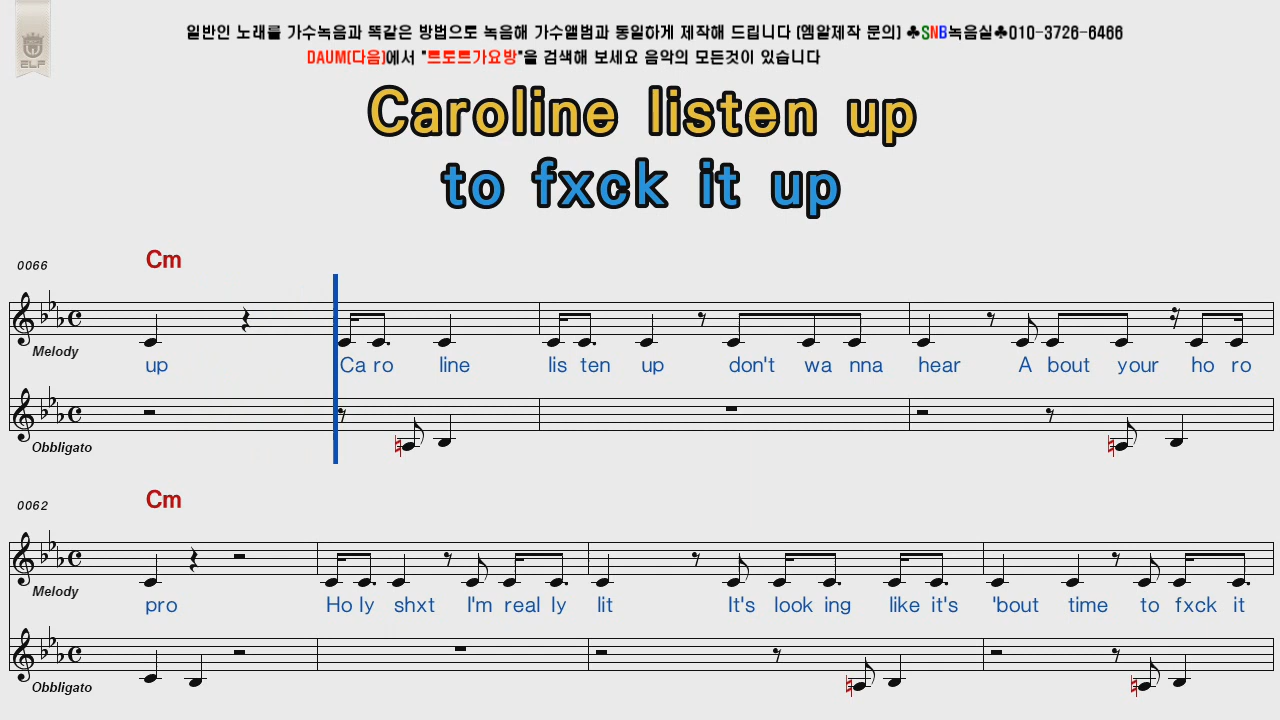 일반인 노래를 가수녹음과 똑같은 방법으로 녹음해 가수앨범과 동일하게 제작해 드립니다 (엠알제작 문의) ♣SNB녹음실♣010-3726-6466
DAUM(다음)에서 "트로트가요방"을 검색해 보세요 음악의 모든것이 있습니다
ELF
Caroline listen up
to fxck it up
0066
Cm
Melody
up Ca ro line lis ten up don't wa nna hear A bout your ho ro
Obbligato
0062
Cm
Melody
pro Ho ly shxt I'm real ly lit It's look ing like it's 'bout time to fxck it
Obbligato